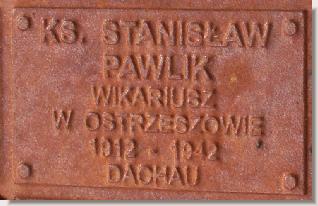 KS. STANISŁAW
PAWLIK
WIKARIUSZ
W OSTRZESZOWIE
1912 - 1942
DACHAU